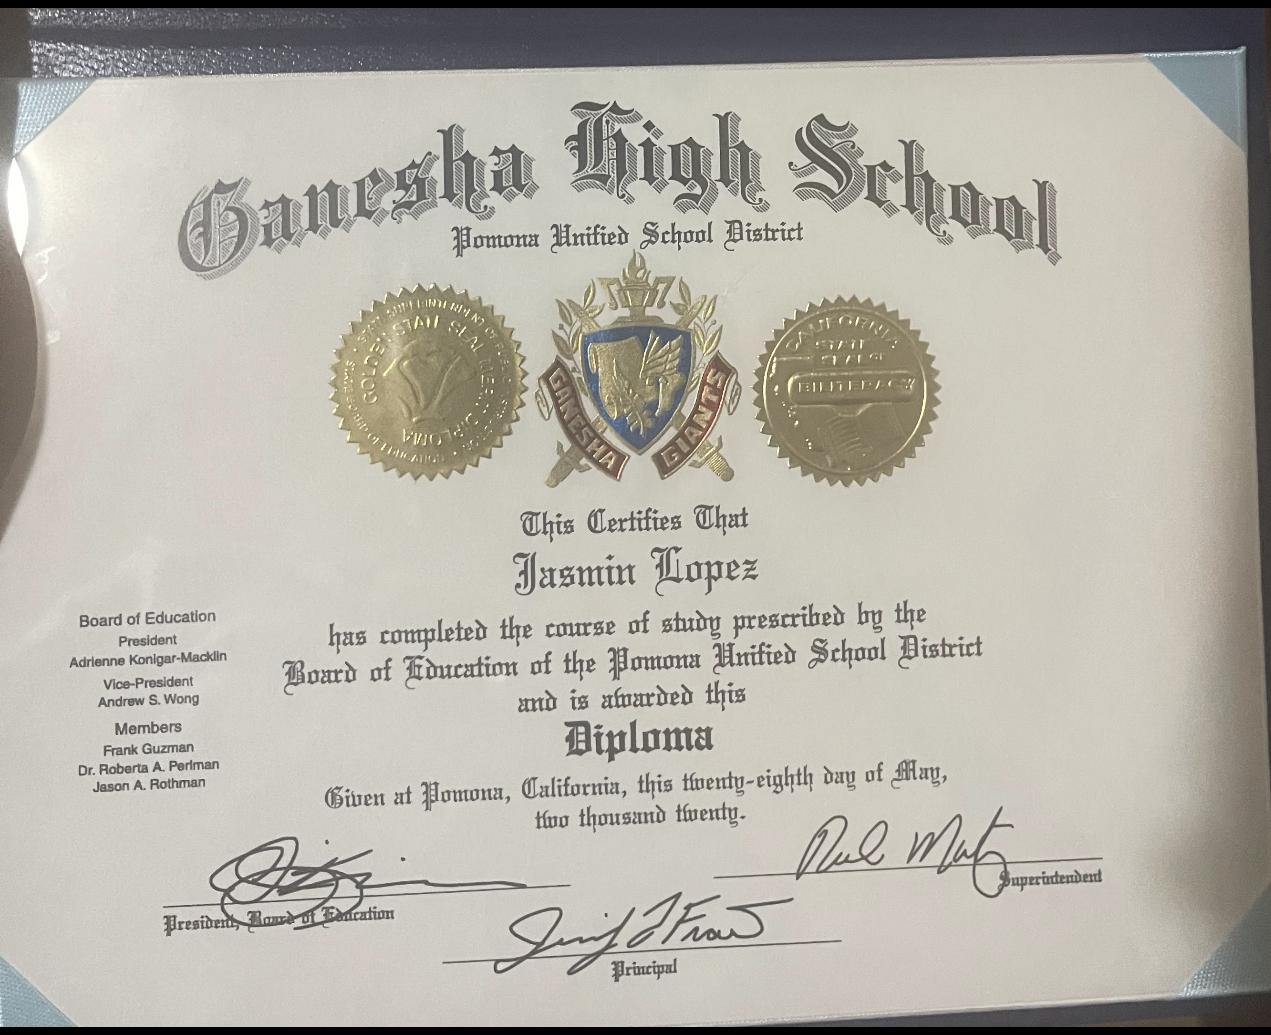 Ganesha High School
Pomona Unified School District
GOLDEN STATE SEAL MERIT DIPLOMA
GANESHA GIANTS
CALIFORNIA
STATE
SEAL OF
BILITERACY
This Certifies That
Jasmin Lopez
has completed the course of study prescribed by the
Board of Education of the Pomona Unified School District
and is awarded this
Diploma
Given at Pomona, California, this twenty-eighth day of May,
two thousand twenty.
Board of Education
President
Adrienne Konigar-Macklin
Vice-President
Andrew S. Wong
Members
Frank Guzman
Dr. Roberta A. Perlman
Jason A. Rothman
President, Board of Education
Superintendent
Principal